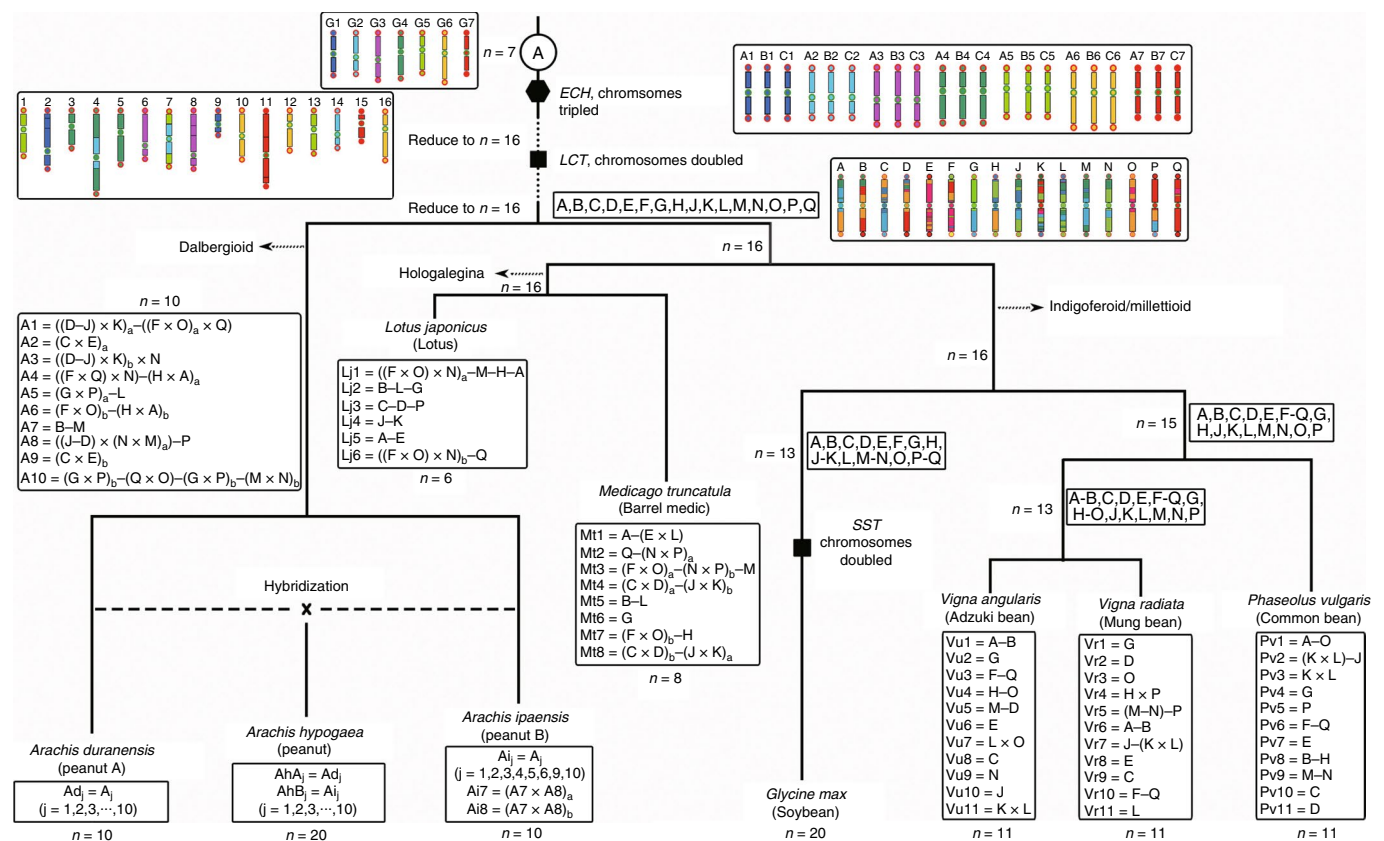 G1 G2 G3 G4 G5 G6 G7
n = 7
A
A1 B1 C1 A2 B2 C2 A3 B3 C3 A4 B4 C4 A5 B5 C5 A6 B6 C6 A7 B7 C7
ECH, chrmsomes
tripled
1 2 3 4 5 6 7 8 9 10 11 12 13 14 15 16
Reduce to n = 16
LCT, chromosomes doubled
A B C D E F G H J K L M N O P Q
Reduce to n = 16
A,B,C,D,E,F,G,H,J,K,L,M,N,O,P,Q
Dalbergioid
n = 16
Hologalegina
n = 16
Indigoferoid/millettioid
n = 10
A1 = ((D–J) × K)a–((F × O)a × Q)
A2 = (C × E)a
A3 = ((D–J) × K)b × N
A4 = ((F × Q) × N)–(H × A)a
A5 = (G × P)a–L
A6 = (F × O)b–(H × A)b
A7 = B–M
A8 = ((J–D) × (N × M)a)–P
A9 = (C × E)b
A10 = (G × P)b–(Q × O)–(G × P)b–(M × N)b
Lotus japonicus
(Lotus)
Lj1 = ((F × O) × N)a–M–H–A
Lj2 = B–L–G
Lj3 = C–D–P
Lj4 = J–K
Lj5 = A–E
Lj6 = ((F × O) × N)b–Q
n = 6
n = 16
n = 13
A,B,C,D,E,F,G,H,
J-K,L,M-N,O,P-Q
n = 15
A,B,C,D,E,F-Q,G,
H,J,K,L,M,N,O,P
n = 13
A-B,C,D,E,F-Q,G,
H-O,J,K,L,M,N,P
Medicago truncatula
(Barrel medic)
Mt1 = A–(E × L)
Mt2 = Q–(N × P)a
Mt3 = (F × O)a–(N × P)b–M
Mt4 = (C × D)a–(J × K)b
Mt5 = B–L
Mt6 = G
Mt7 = (F × O)b–H
Mt8 = (C × D)b–(J × K)a
n = 8
SST
chromosomes
doubled
Hybridization
x
Arachis duranensis
(peanut A)
Adj = Aj
(j = 1,2,3,···,10)
n = 10
Arachis hypogaea
(peanut)
AhAj = Adj
AhBj = Aij
(j = 1,2,3,···,10)
n = 20
Arachis ipaensis
(peanut B)
Aij = Aj
(j = 1,2,3,4,5,6,9,10)
Ai7 = (A7 × A8)a
Ai8 = (A7 × A8)b
n = 10
Glycine max
(Soybean)
n = 20
Vigna angularis
(Adzuki bean)
Vu1 = A–B
Vu2 = G
Vu3 = F–Q
Vu4 = H–O
Vu5 = M–D
Vu6 = E
Vu7 = L × O
Vu8 = C
Vu9 = N
Vu10 = J
Vu11 = K × L
n = 11
Vigna radiata
(Mung bean)
Vr1 = G
Vr2 = D
Vr3 = O
Vr4 = H × P
Vr5 = (M–N)–P
Vr6 = A–B
Vr7 = J–(K × L)
Vr8 = E
Vr9 = C
Vr10 = F–Q
Vr11 = L
n = 11
Phaseolus vulgaris
(Common bean)
Pv1 = A–O
Pv2 = (K × L)–J
Pv3 = K × L
Pv4 = G
Pv5 = P
Pv6 = F–Q
Pv7 = E
Pv8 = B–H
Pv9 = M–N
Pv10 = C
Pv11 = D
n = 11